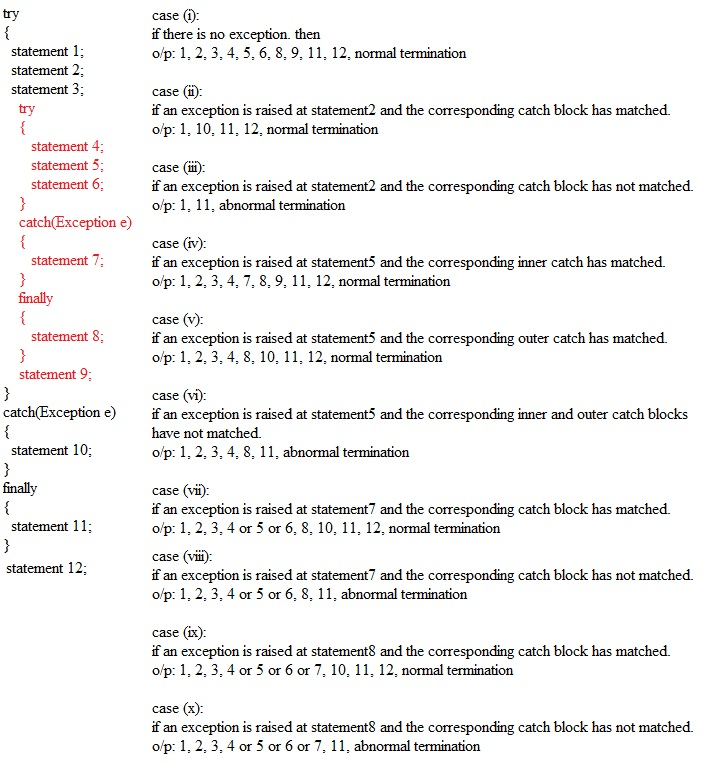 try
{
statement 1;
statement 2;
statement 3;
try
{
statement 4;
statement 5;
statement 6;
}
catch(Exception e)
{
statement 7;
}
finally
{
statement 8;
}
statement 9;
}
catch(Exception e)
{
statement 10;
}
finally
{
statement 11;
}
statement 12;
case (i):
if there is no exception. then
o/p: 1, 2, 3, 4, 5, 6, 8, 9, 11, 12, normal termination
case (ii):
if an exception is raised at statement2 and the corresponding catch block has matched.
o/p: 1, 10, 11, 12, normal termination
case (iii):
if an exception is raised at statement2 and the corresponding catch block has not matched.
o/p: 1, 11, abnormal termination
case (iv):
if an exception is raised at statement5 and the corresponding inner catch has matched.
o/p: 1, 2, 3, 4, 7, 8, 9, 11, 12, normal termination
case (v):
if an exception is raised at statement5 and the corresponding outer catch has matched.
o/p: 1, 2, 3, 4, 8, 10, 11, 12, normal termination
case (vi):
if an exception is raised at statement5 and the corresponding inner and outer catch blocks
have not matched.
o/p: 1, 2, 3, 4, 8, 11, abnormal termination
case (vii):
if an exception is raised at statement7 and the corresponding catch block has matched.
o/p: 1, 2, 3, 4 or 5 or 6, 8, 10, 11, 12, normal termination
case (viii):
if an exception is raised at statement7 and the corresponding catch block has not matched.
o/p: 1, 2, 3, 4 or 5 or 6, 8, 11, abnormal termination
case (ix):
if an exception is raised at statement8 and the corresponding catch block has matched.
o/p: 1, 2, 3, 4 or 5 or 6 or 7, 10, 11, 12, normal termination
case (x):
if an exception is raised at statement8 and the corresponding catch block has not matched.
o/p: 1, 2, 3, 4 or 5 or 6 or 7, 11, abnormal termination